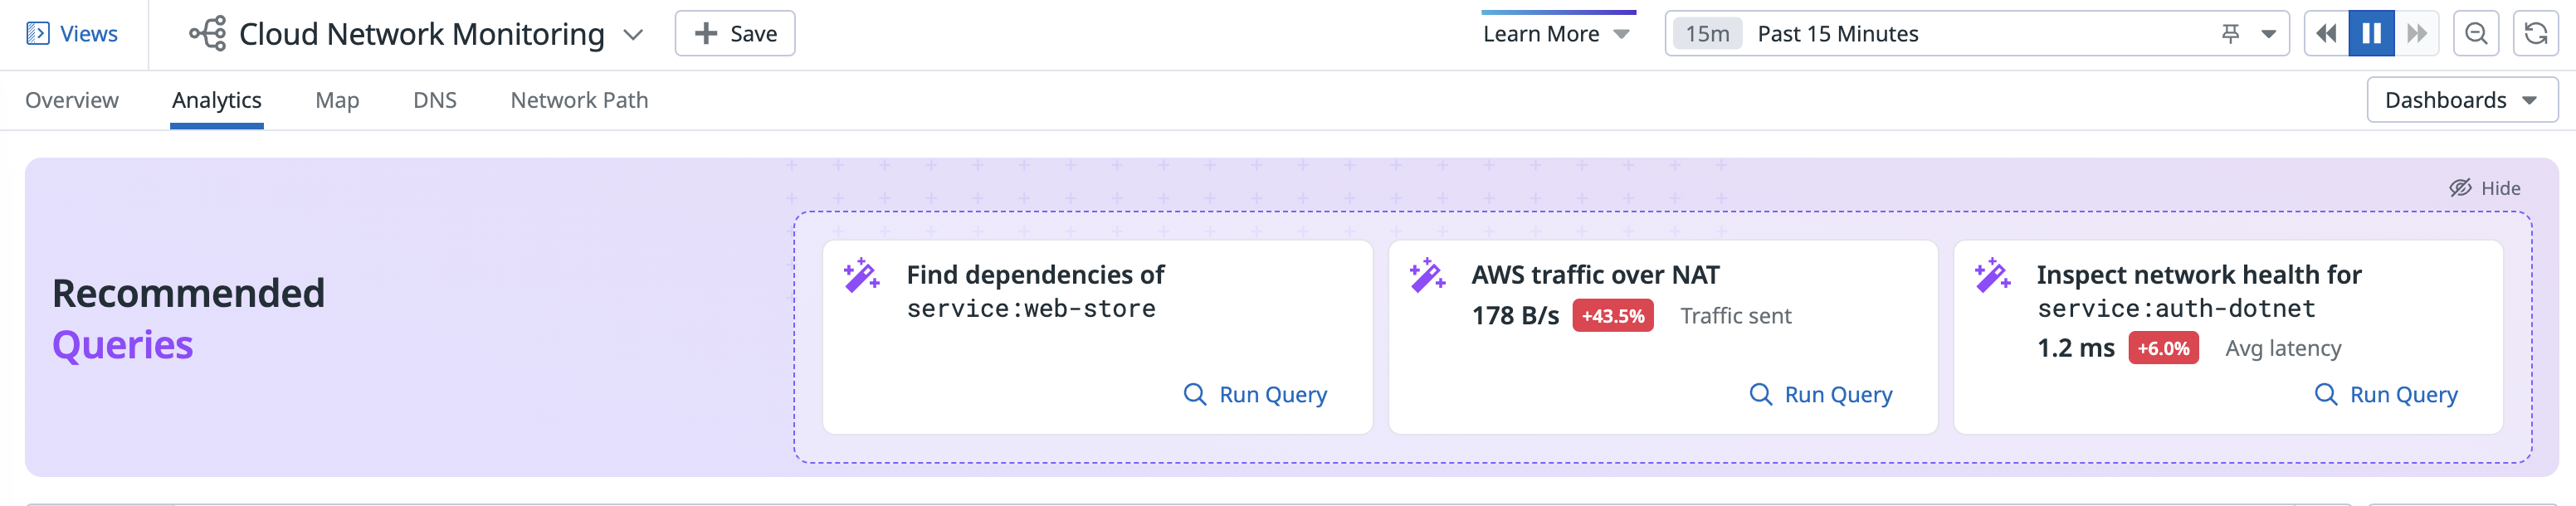 Views
Cloud Network Monitoring
Save
Learn More
15m Past 15 Minutes
Overview Analytics Map DNS Network Path
Dashboards
Hide
Recommended
Queries
Find dependencies of
service:web-store
Run Query
AWS traffic over NAT
178 B/s +43.5% Traffic sent
Run Query
Inspect network health for
service:auth-dotnet
1.2 ms +6.0% Avg latency
Run Query